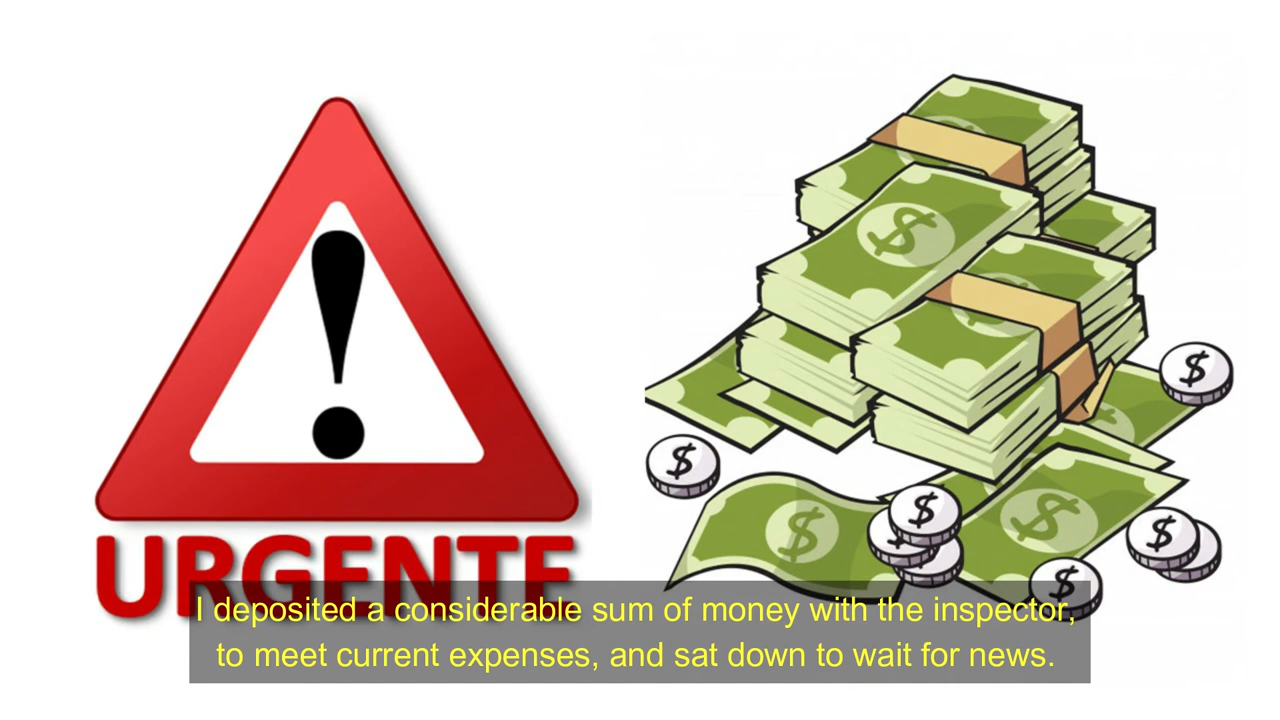 URGENTE
I deposited a considerable sum of money with the inspector,
to meet current expenses, and sat down to wait for news.